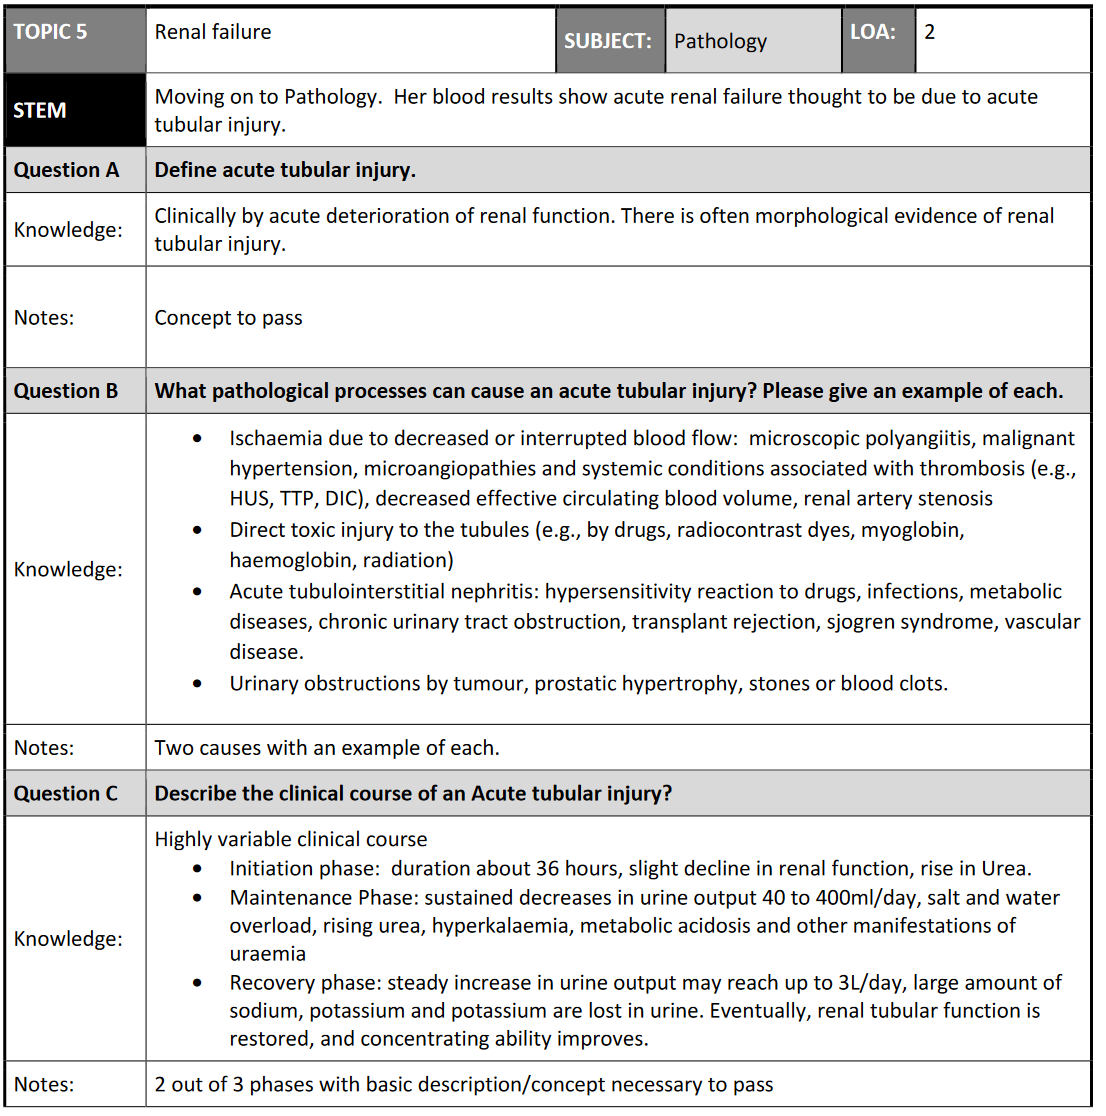 TOPIC 5 Renal failure SUBJECT: Pathology LOA: 2
STEM
Moving on to Pathology.  Her blood results show acute renal failure thought to be due to acute
tubular injury.
Question A Define acute tubular injury.
Knowledge:
Clinically by acute deterioration of renal function. There is often morphological evidence of renal
tubular injury.
Notes: Concept to pass
Question B What pathological processes can cause an acute tubular injury? Please give an example of each.
Knowledge:
• Ischaemia due to decreased or interrupted blood flow:  microscopic polyangiitis, malignant
hypertension, microangiopathies and systemic conditions associated with thrombosis (e.g.,
HUS, TTP, DIC), decreased effective circulating blood volume, renal artery stenosis
• Direct toxic injury to the tubules (e.g., by drugs, radiocontrast dyes, myoglobin,
haemoglobin, radiation)
• Acute tubulointerstitial nephritis: hypersensitivity reaction to drugs, infections, metabolic
diseases, chronic urinary tract obstruction, transplant rejection, sjogren syndrome, vascular
disease.
• Urinary obstructions by tumour, prostatic hypertrophy, stones or blood clots.
Notes: Two causes with an example of each.
Question C Describe the clinical course of an Acute tubular injury?
Knowledge:
Highly variable clinical course
• Initiation phase:  duration about 36 hours, slight decline in renal function, rise in Urea.
• Maintenance Phase: sustained decreases in urine output 40 to 400ml/day, salt and water
overload, rising urea, hyperkalaemia, metabolic acidosis and other manifestations of
uraemia
• Recovery phase: steady increase in urine output may reach up to 3L/day, large amount of
sodium, potassium and potassium are lost in urine. Eventually, renal tubular function is
restored, and concentrating ability improves.
Notes: 2 out of 3 phases with basic description/concept necessary to pass